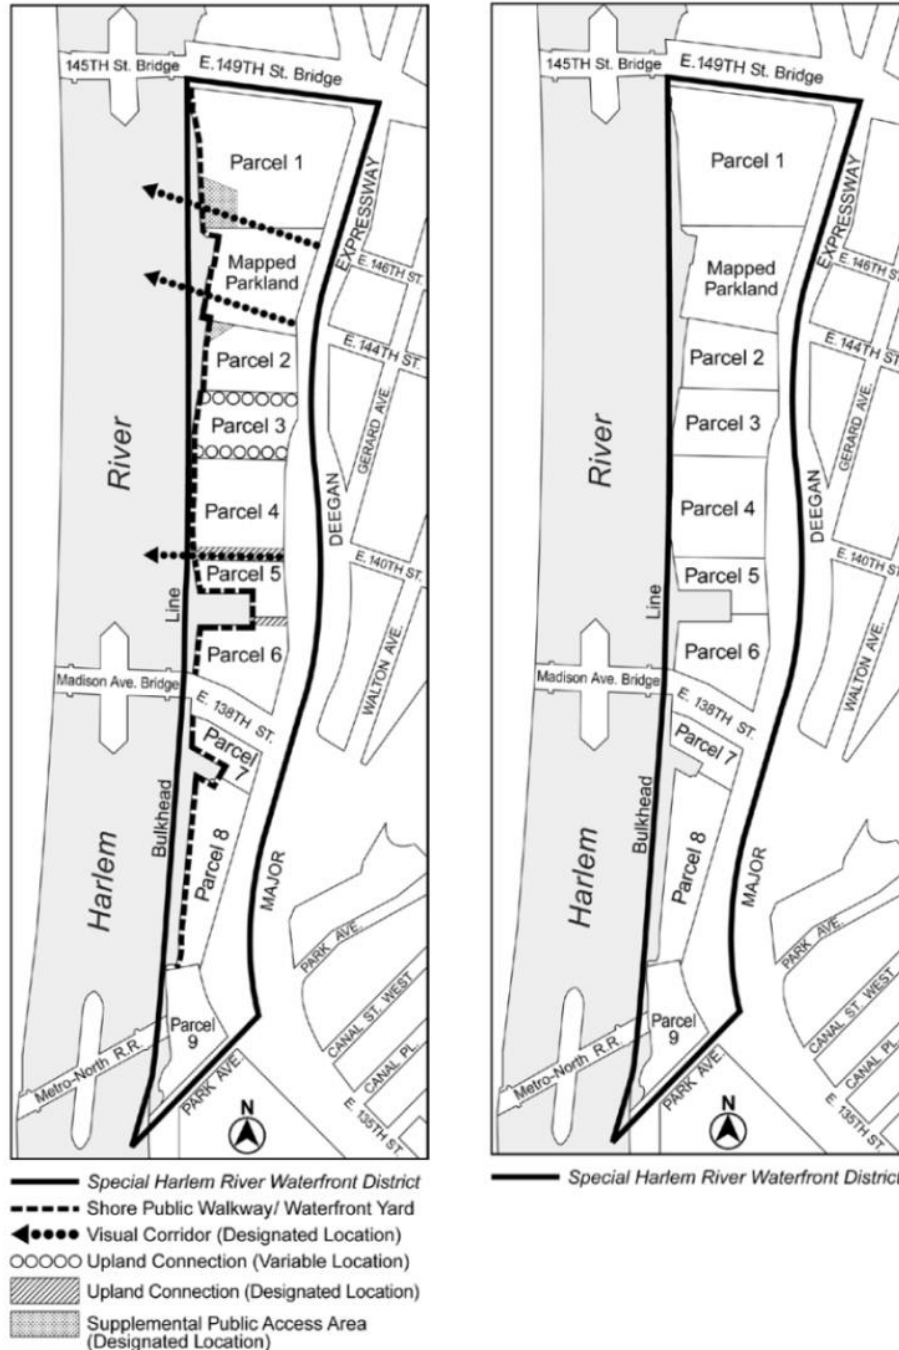 145TH St. Bridge
E.149TH St. Bridge
Parcel 1
EXPRESSWAY
E. 146TH ST.
Mapped
Parkland
E. 144TH ST.
Parcel 2
Parcel 3
GERARD AVE.
River
Parcel 4
DEEGAN
E. 140TH ST.
Parcel 5
Line
Parcel 6
WALTON AVE.
Madison Ave. Bridge
E. 138TH ST.
Parcel
7
Bulkhead
Parcel 8
Harlem
MAJOR
PARK AVE.
CANAL ST. WEST
Parcel
9
CANAL PL.
Metro-North R.R.
PARK AVE.
E. 135TH ST.
N
Special Harlem River Waterfront District
Shore Public Walkway/ Waterfront Yard
Visual Corridor (Designated Location)
Upland Connection (Variable Location)
Upland Connection (Designated Location)
Supplemental Public Access Area
(Designated Location)
145TH St. Bridge
E.149TH St. Bridge
Parcel 1
EXPRESSWAY
E. 146TH ST.
Mapped
Parkland
E. 144TH ST.
Parcel 2
Parcel 3
GERARD AVE.
River
Parcel 4
DEEGAN
E. 140TH ST.
Parcel 5
Line
Parcel 6
WALTON AVE.
Madison Ave. Bridge
E. 138TH ST.
Parcel 7
Bulkhead
Parcel 8
Harlem
MAJOR
PARK AVE.
CANAL ST. WEST
Parcel
9
CANAL PL.
Metro-North R.R.
PARK AVE.
E. 135TH ST.
N
Special Harlem River Waterfront District